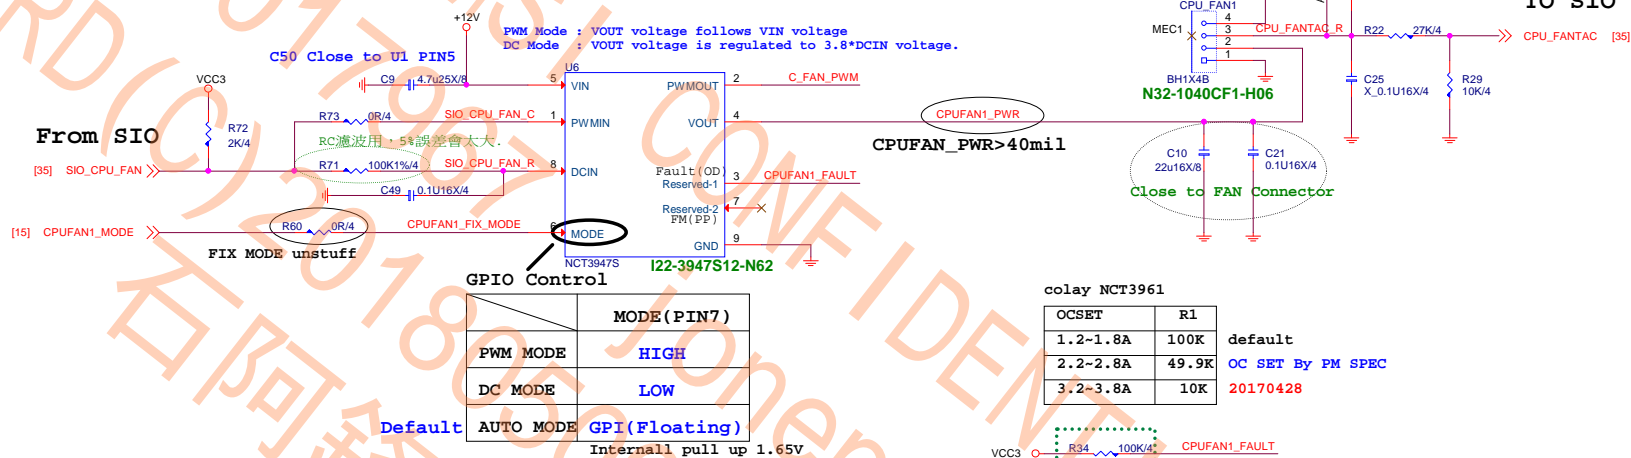 TO SIO
CPU_FAN1
+12V
PWM Mode : VOUT voltage follows VIN voltage
DC Mode : VOUT voltage is regulated to 3.8*DCIN voltage.
MEC1
4
3
2
1
CPU_FANTAC_R
R22
27K/4
CPU_FANTAC [35]
C50 Close to U1 PIN5
U6
VCC3
C9
4.7u25X/8
5
VIN
PWMOUT
2
C_FAN_PWM
BH1X4B
N32-1040CF1-H06
C25
X_0.1U16X/4
R29
10K/4
R73
0R/4
SIO_CPU_FAN_C
1
PWMIN
VOUT
4
CPUFAN1_PWR
From SIO
R72
2K/4
RC濾波用，5%誤差會太大.
CPUFAN_PWR>40mil
C10
22u16X/8
C21
0.1U16X/4
[35] SIO_CPU_FAN
R71
100K1%/4
SIO_CPU_FAN_R
8
DCIN
Fault(OD)
Reserved-1
3
CPUFAN1_FAULT
C49
0.1U16X/4
Close to FAN Connector
Reserved-2
FM(PP)
7
[15] CPUFAN1_MODE
R60
0R/4
CPUFAN1_FIX_MODE
6
MODE
GND
9
FIX MODE unstuff
NCT3947S
I22-3947S12-N62
GPIO Control
MODE(PIN7)
PWM MODE
HIGH
DC MODE
LOW
Default
AUTO MODE
GPI(Floating)
Internall pull up 1.65V
colay NCT3961
OCSET
R1
1.2~1.8A
100K
default
2.2~2.8A
49.9K
OC SET By PM SPEC
3.2~3.8A
10K
20170428
VCC3
R34
100K/4
CPUFAN1_FAULT